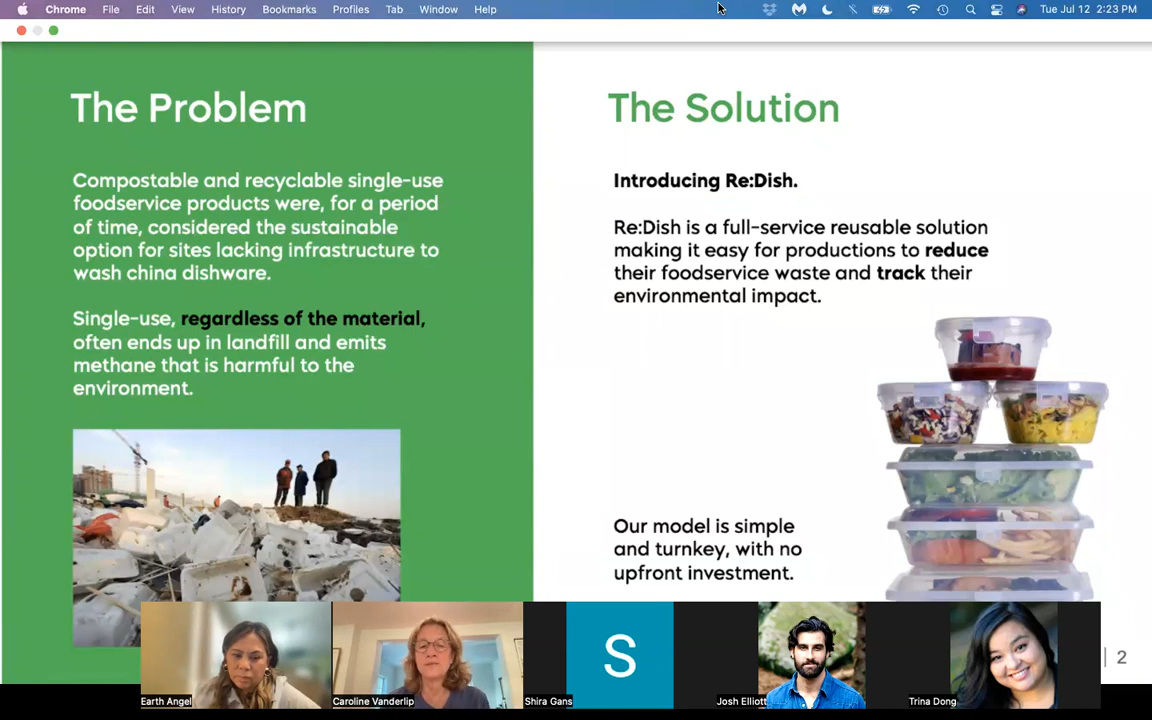 Chrome File Edit View History Bookmarks Profiles Tab Window Help Tue Jul 12 2:23 PM
The Problem
Compostable and recyclable single-use
foodservice products were, for a period
of time, considered the sustainable
option for sites lacking infrastructure to
wash china dishware.
Single-use, regardless of the material,
often ends up in landfill and emits
methane that is harmful to the
environment.
The Solution
Introducing Re:Dish.
Re:Dish is a full-service reusable solution
making it easy for productions to reduce
their foodservice waste and track their
environmental impact.
Our model is simple
and turnkey, with no
upfront investment.
| 2
S
Earth Angel
Caroline Vanderlip
Shira Gans
Josh Elliott
Trina Dong